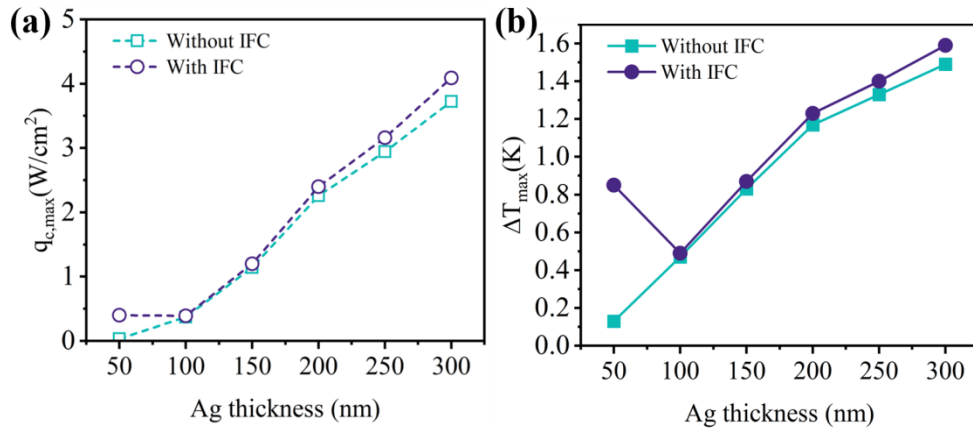 (a)
Without IFC
With IFC
q_c,max(W/cm²)
5
4
3
2
1
0
50 100 150 200 250 300
Ag thickness (nm)
(b)
Without IFC
With IFC
ΔT_max(K)
1.6
1.4
1.2
1.0
0.8
0.6
0.4
0.2
0.0
50 100 150 200 250 300
Ag thickness (nm)